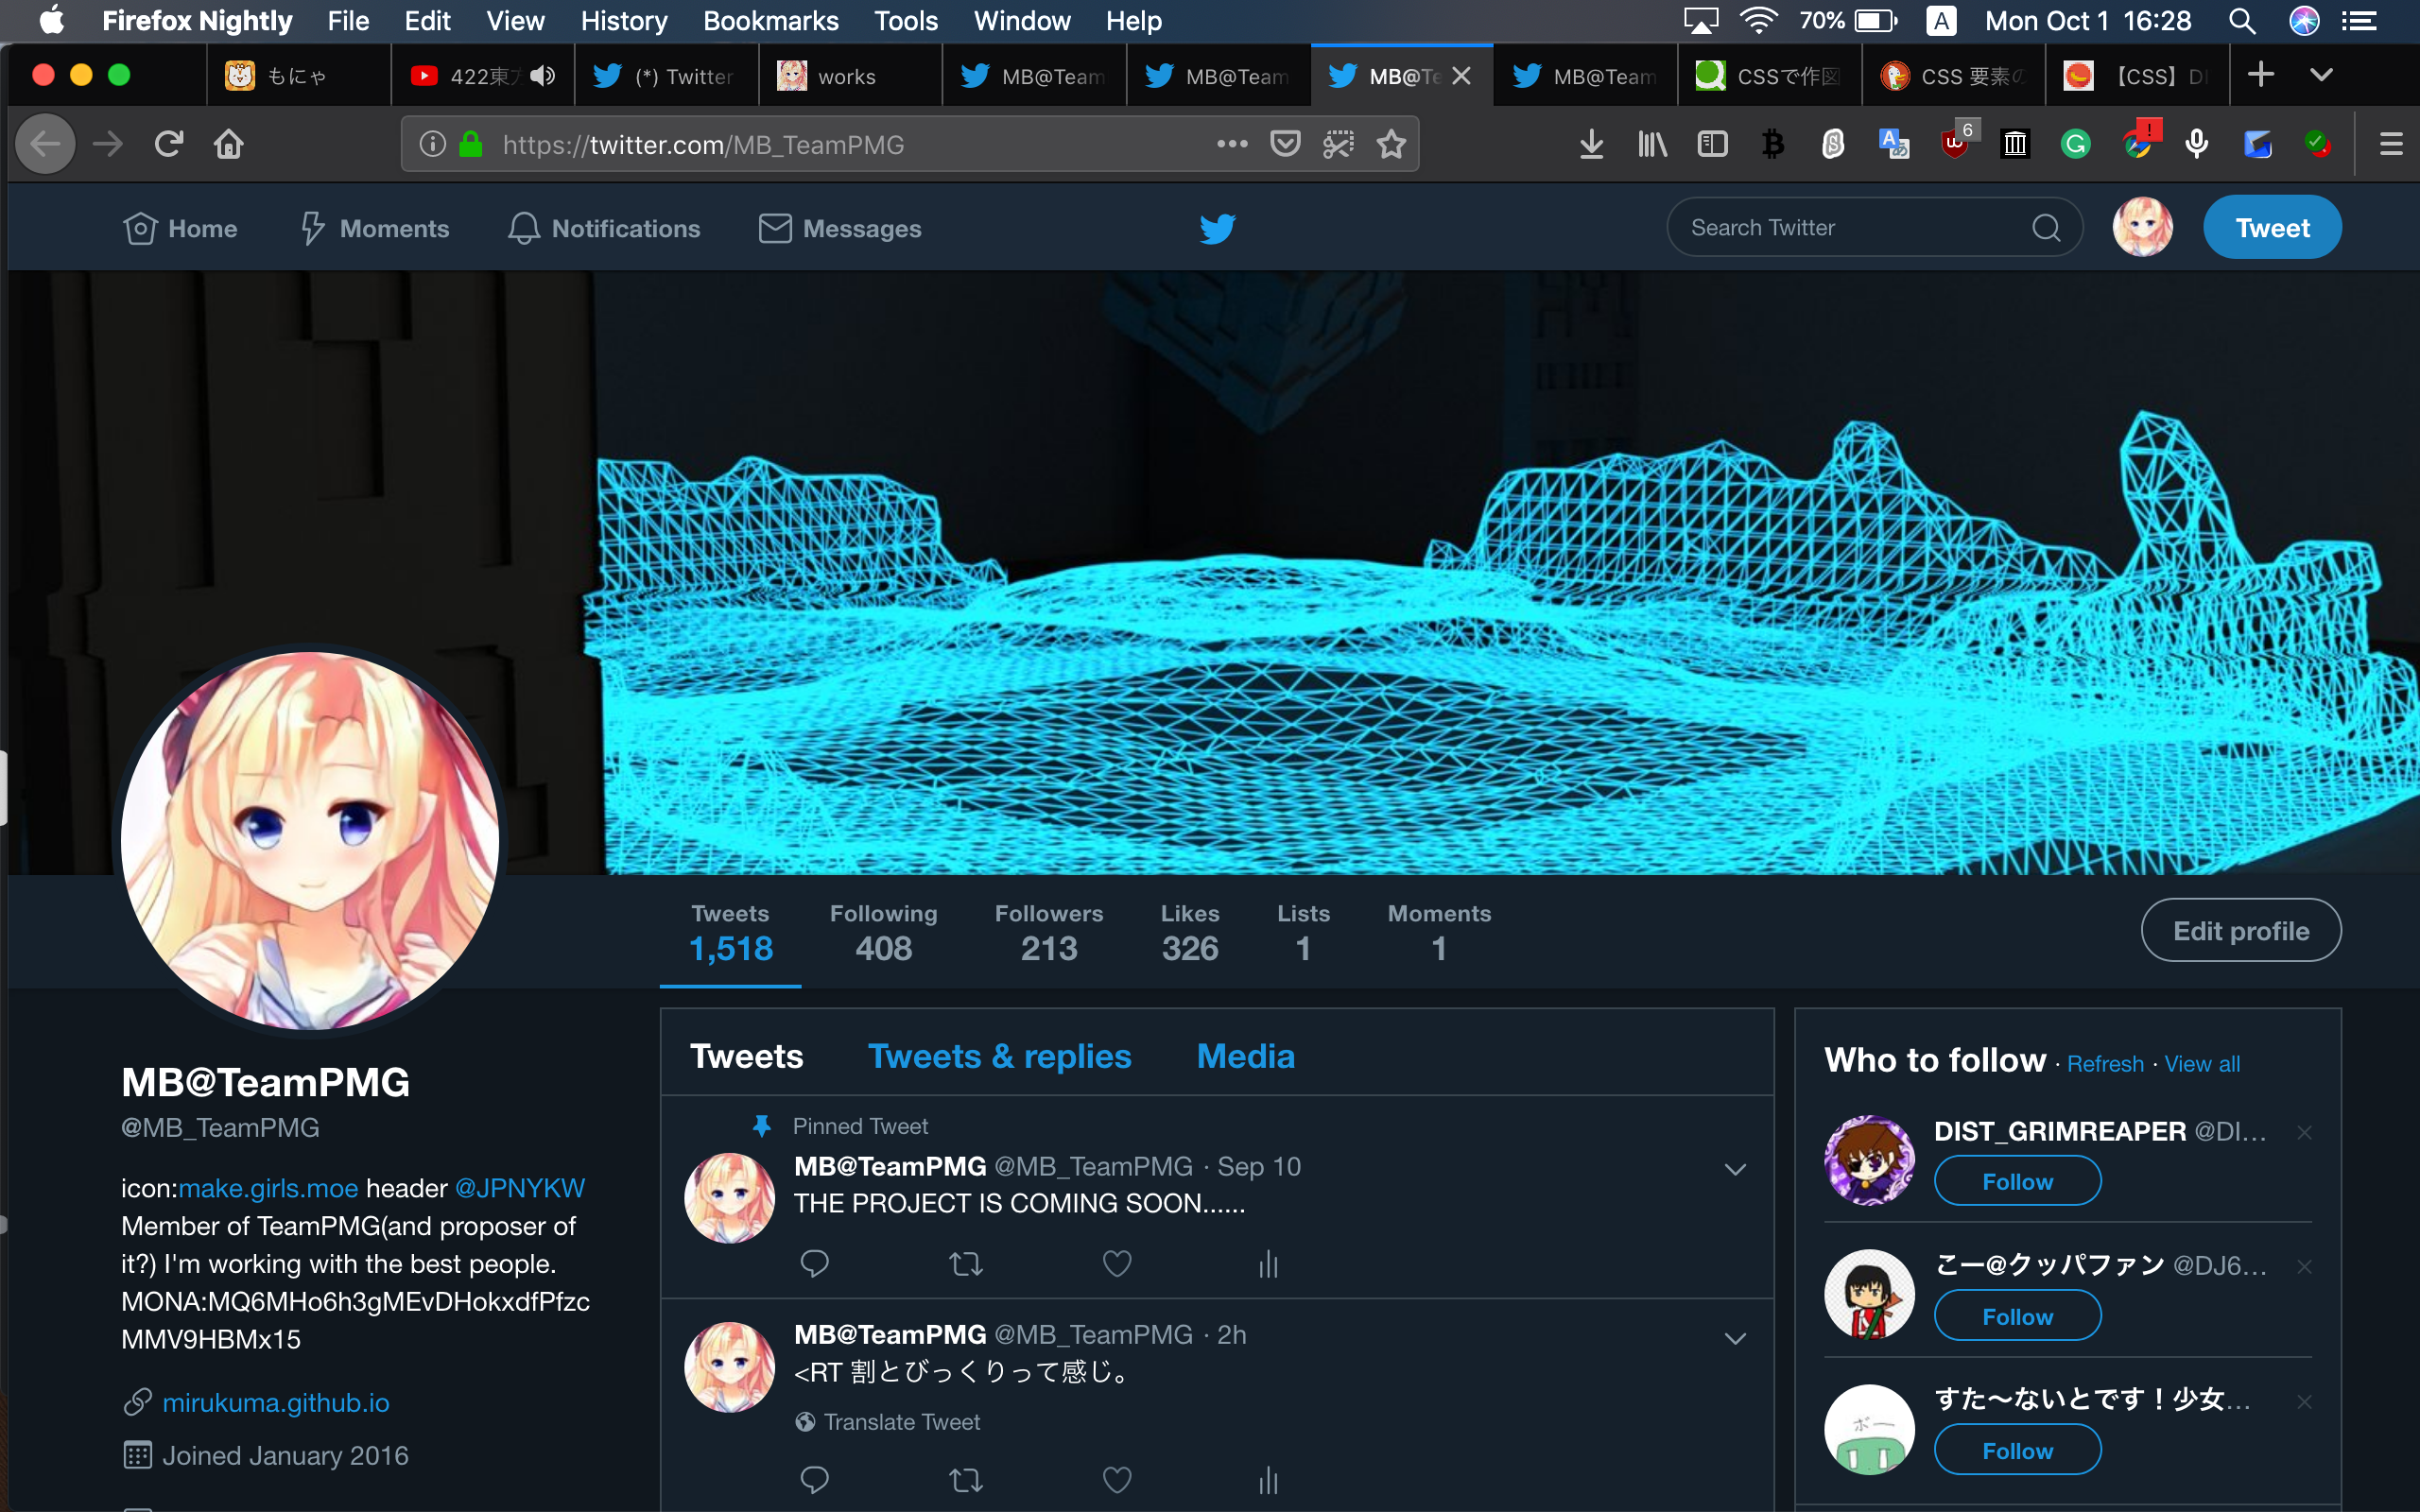 Firefox Nightly File Edit View History Bookmarks Tools Window Help 70% A Mon Oct 1 16:28
もにゃ 422東方 (*) Twitter works MB@Team MB@Team MB@Te MB@Team CSSで作図 CSS 要素の 【CSS】DI
https://twitter.com/MB_TeamPMG 6 !
Home Moments Notifications Messages Search Twitter Tweet
Tweets Following Followers Likes Lists Moments
1,518 408 213 326 1 1
Edit profile
MB@TeamPMG
@MB_TeamPMG
icon:make.girls.moe header @JPNYKW
Member of TeamPMG(and proposer of
it?) I'm working with the best people.
MONA:MQ6MHo6h3gMEvDHokxdfPfzc
MMV9HBMx15
mirukuma.github.io
Joined January 2016
Tweets Tweets & replies Media
Pinned Tweet
MB@TeamPMG @MB_TeamPMG · Sep 10
THE PROJECT IS COMING SOON......
MB@TeamPMG @MB_TeamPMG · 2h
<RT 割とびっくりって感じ。
Translate Tweet
Who to follow · Refresh · View all
DIST_GRIMREAPER @DI...
Follow
こー@クッパファン @DJ6...
Follow
すた〜ないとです！少女...
Follow